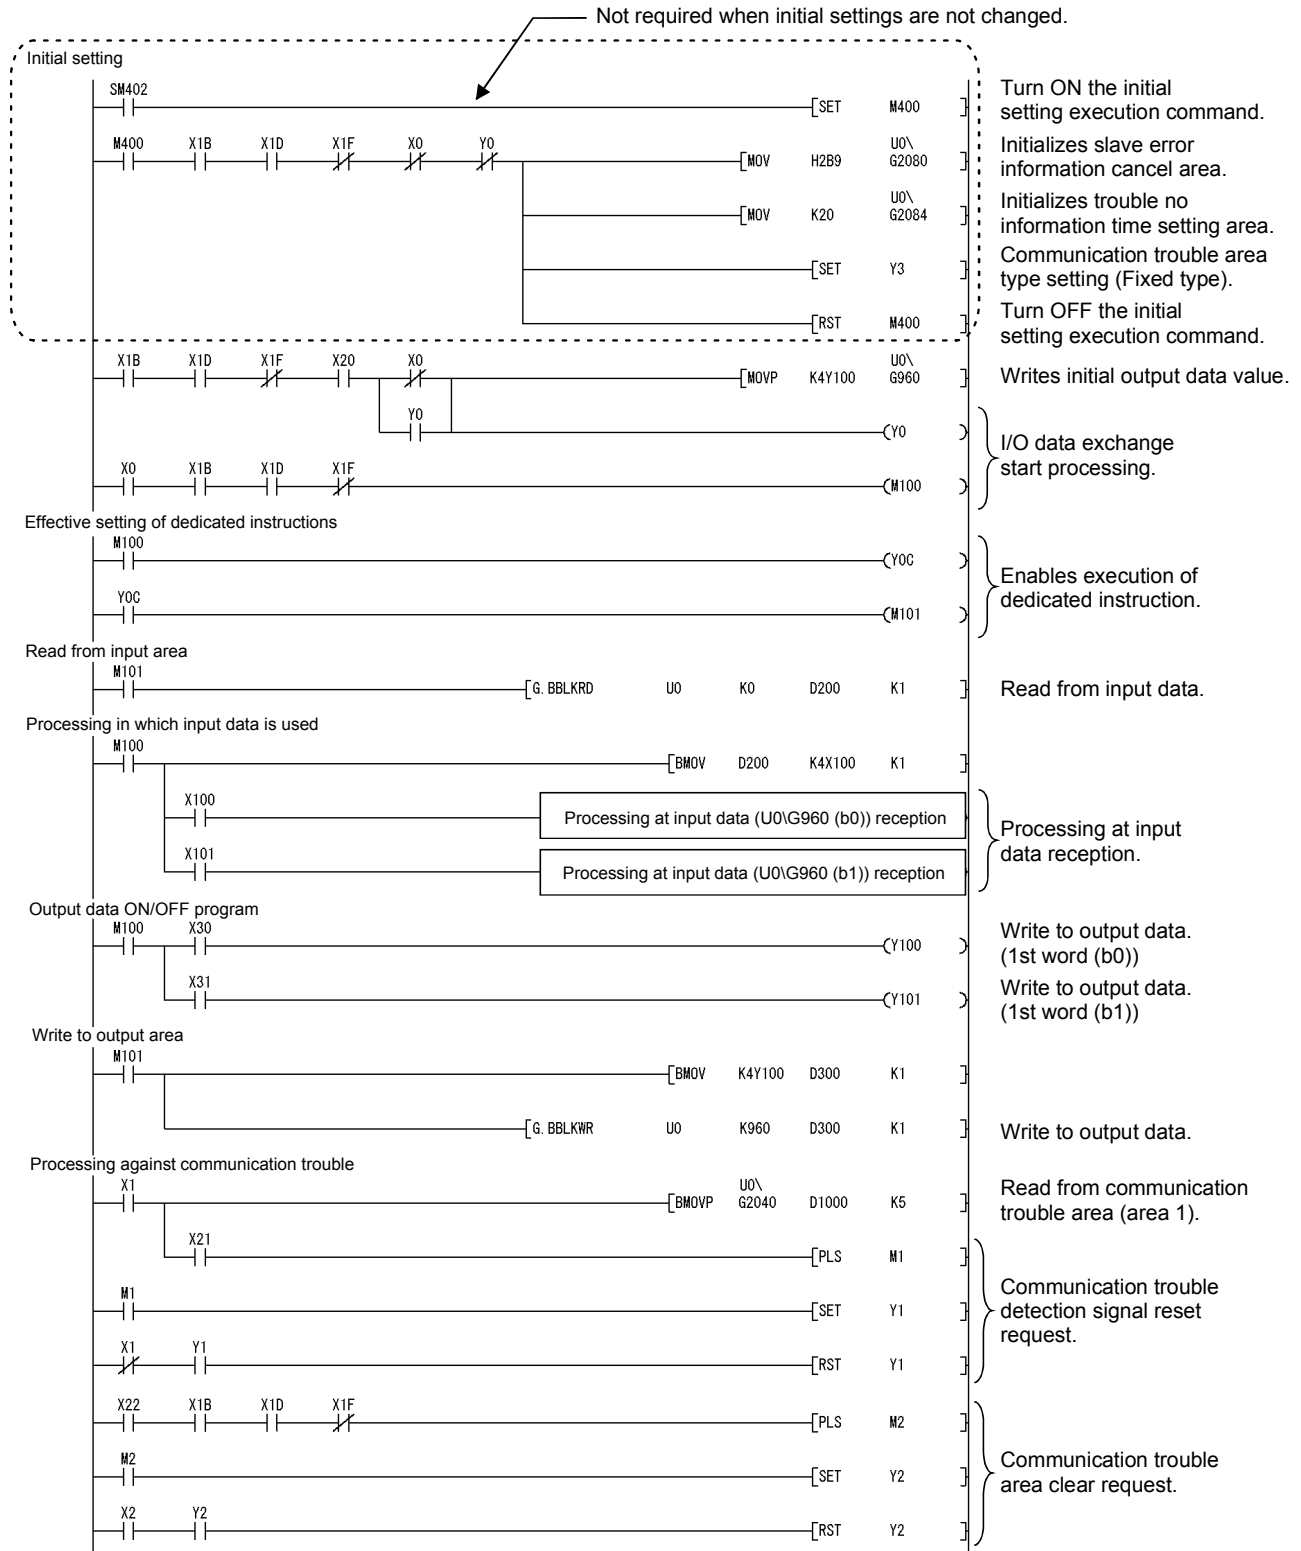 Not required when initial settings are not changed.
Initial setting
SM402
SET M400
Turn ON the initial
setting execution command.
M400 X1B X1D X1F X0 Y0
MOV H2B9 U0\
G2080
Initializes slave error
information cancel area.
MOV K20 U0\
G2084
Initializes trouble no
information time setting area.
SET Y3
Communication trouble area
type setting (Fixed type).
RST M400
Turn OFF the initial
setting execution command.
X1B X1D X1F X20 X0
MOVP K4Y100 U0\
G960
Writes initial output data value.
Y0
Y0
I/O data exchange
start processing.
X0 X1B X1D X1F
M100
Effective setting of dedicated instructions
M100
Y0C
Enables execution of
dedicated instruction.
Y0C
M101
Read from input area
M101
G.BBLKRD U0 K0 D200 K1
Read from input data.
Processing in which input data is used
M100
BMOV D200 K4X100 K1
X100
Processing at input data (U0\G960 (b0)) reception
Processing at input
data reception.
X101
Processing at input data (U0\G960 (b1)) reception
Output data ON/OFF program
M100 X30
Y100
Write to output data.
(1st word (b0))
X31
Y101
Write to output data.
(1st word (b1))
Write to output area
M101
BMOV K4Y100 D300 K1
G.BBLKWR U0 K960 D300 K1
Write to output data.
Processing against communication trouble
X1
BMOVP U0\
G2040 D1000 K5
Read from communication
trouble area (area 1).
X21
PLS M1
M1
SET Y1
Communication trouble
detection signal reset
request.
X1 Y1
RST Y1
X22 X1B X1D X1F
PLS M2
M2
SET Y2
Communication trouble
area clear request.
X2 Y2
RST Y2